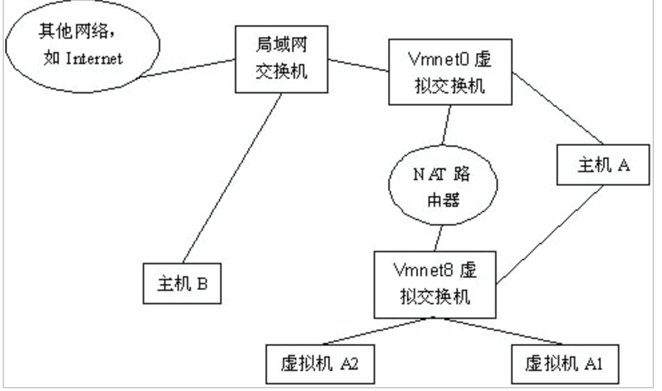 其他网络，
如 Internet
局域网
交换机
Vmnet0 虚
拟交换机
NAT 路
由器
主机 A
主机 B
Vmnet8 虚
拟交换机
虚拟机 A2
虚拟机 A1